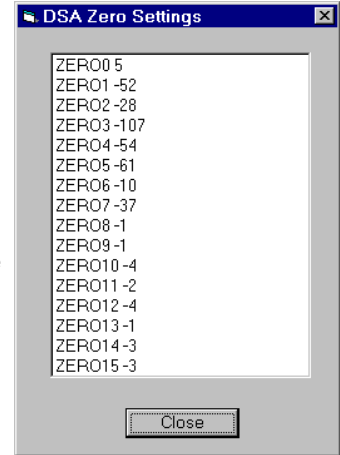 DSA Zero Settings
ZERO0 5
ZERO1 -52
ZERO2 -28
ZERO3 -107
ZERO4 -54
ZERO5 -61
ZERO6 -10
ZERO7 -37
ZERO8 -1
ZERO9 -1
ZERO10 -4
ZERO11 -2
ZERO12 -4
ZERO13 -1
ZERO14 -3
ZERO15 -3
Close